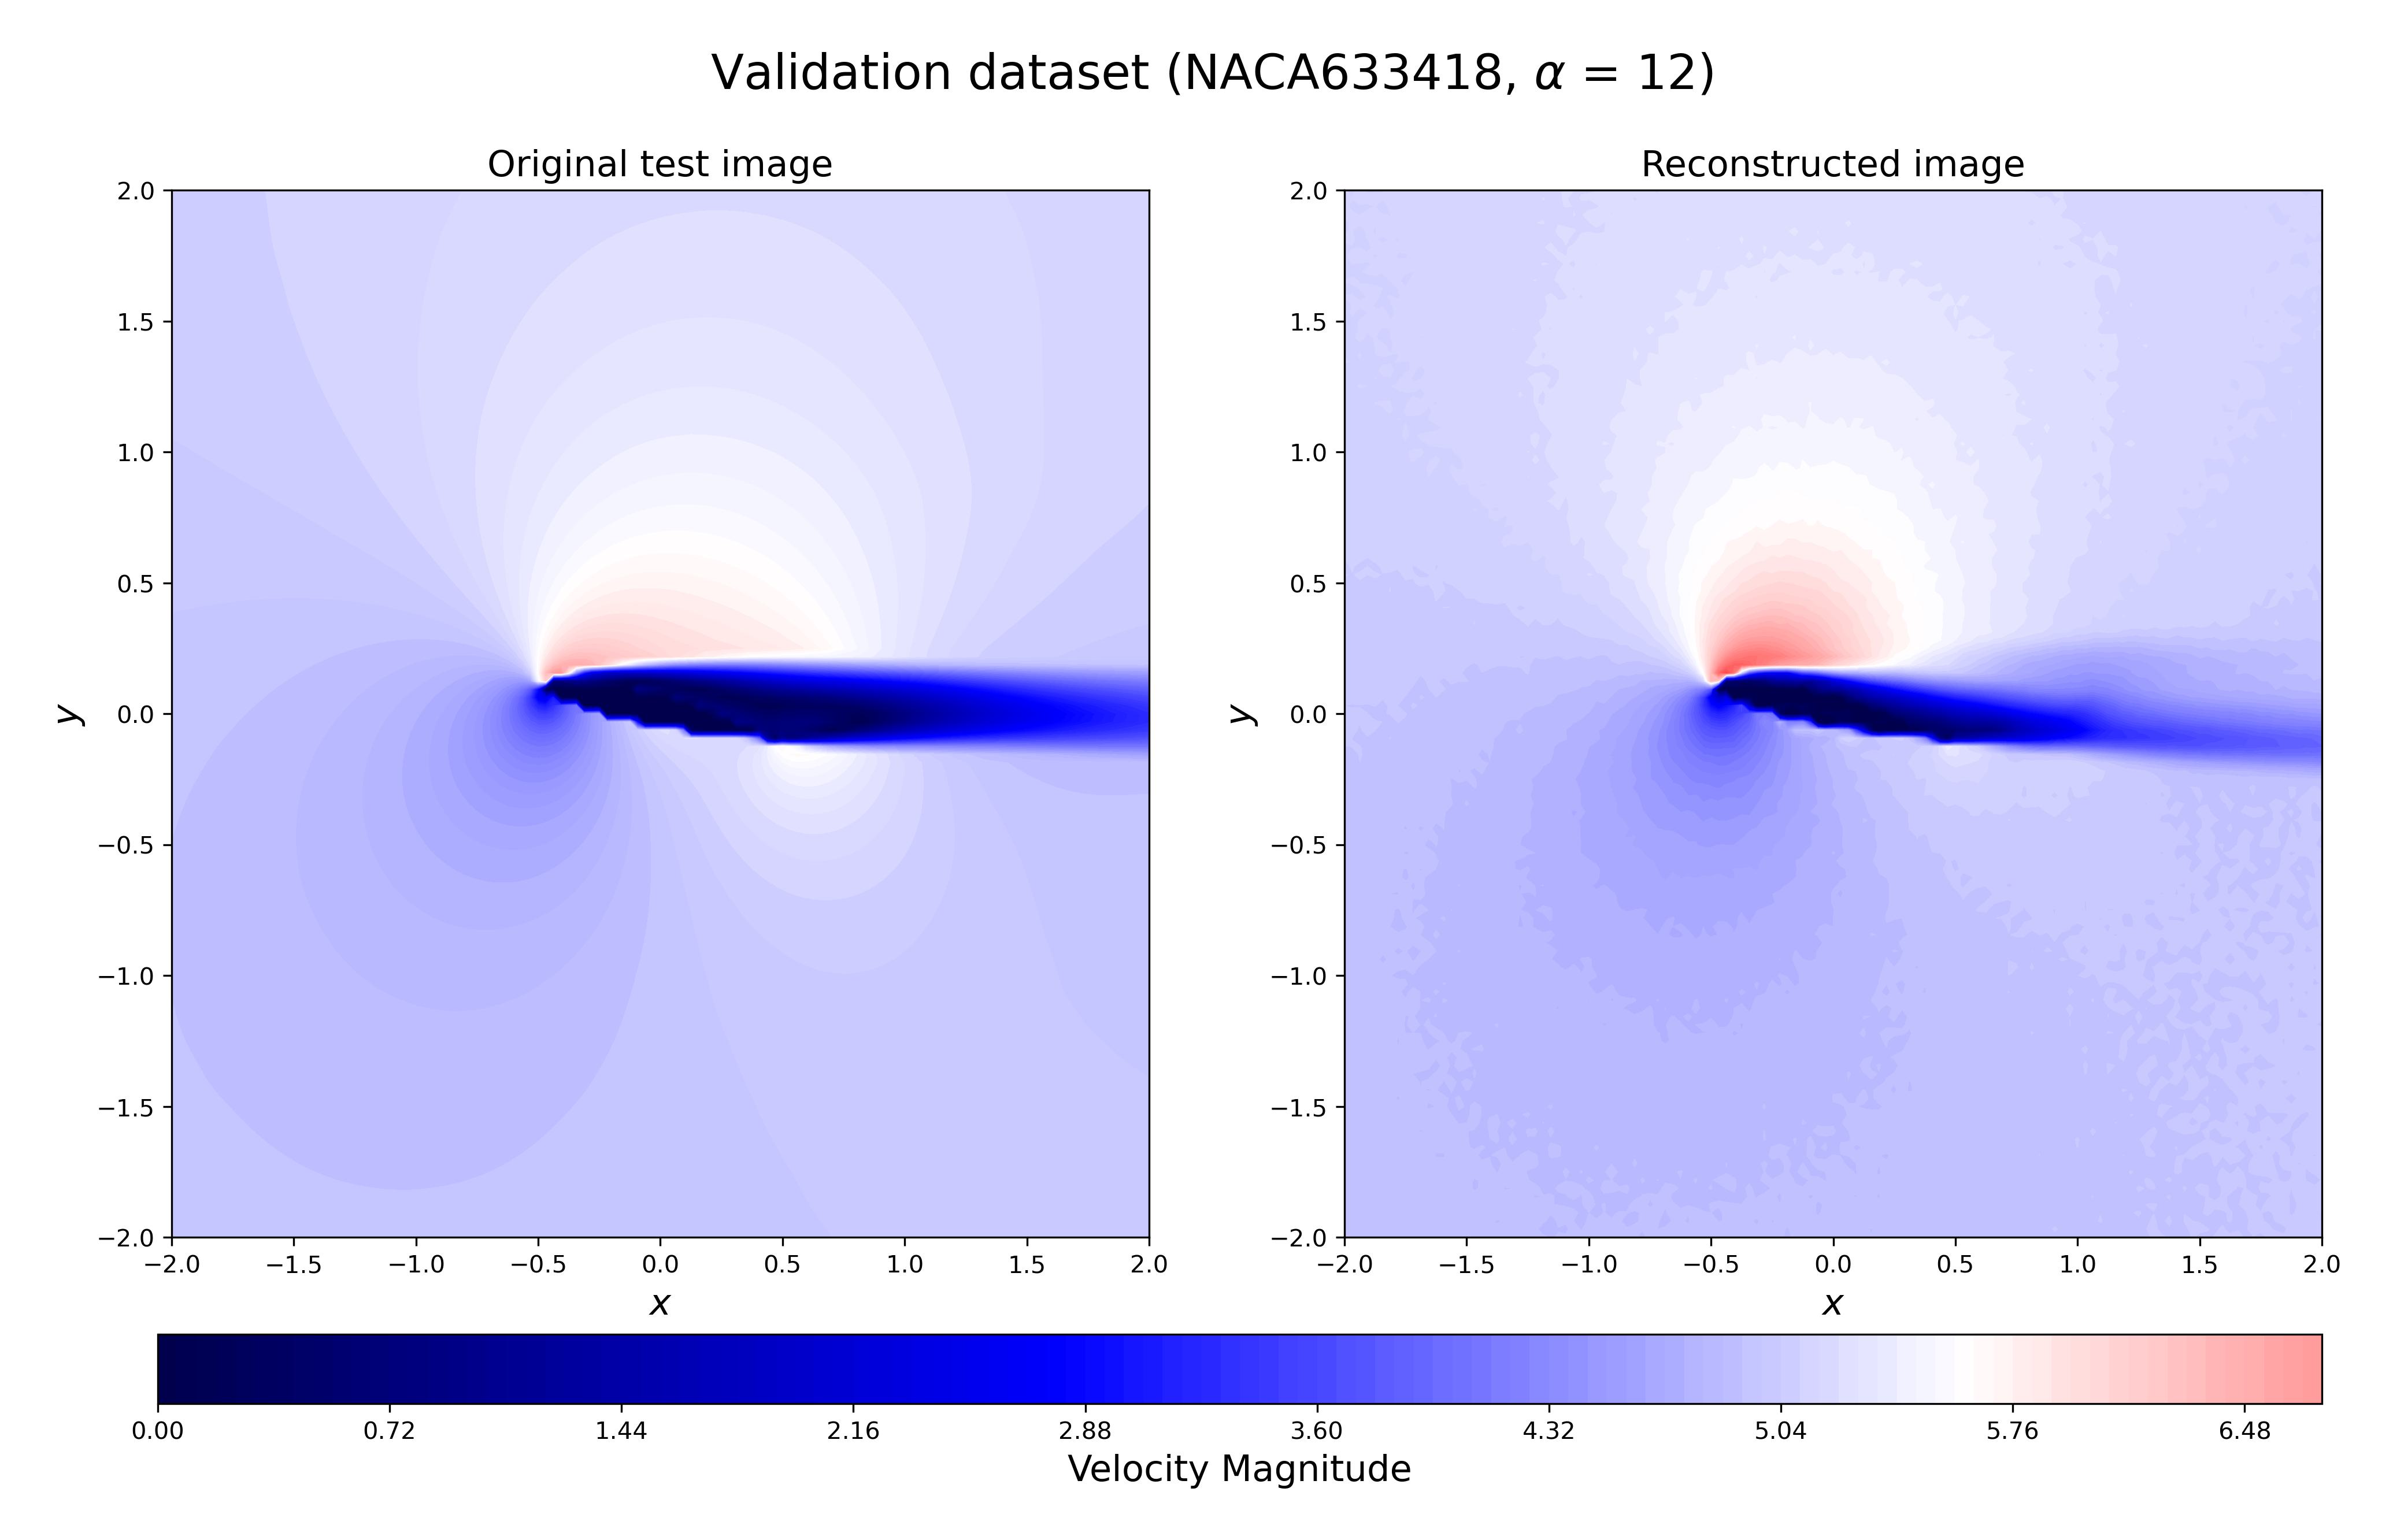 Validation dataset (NACA633418, α = 12)
Original test image
2.0
1.5
1.0
0.5
0.0
−0.5
−1.0
−1.5
−2.0
y
−2.0 −1.5 −1.0 −0.5 0.0 0.5 1.0 1.5 2.0
x
Reconstructed image
2.0
1.5
1.0
0.5
0.0
−0.5
−1.0
−1.5
−2.0
y
−2.0 −1.5 −1.0 −0.5 0.0 0.5 1.0 1.5 2.0
x
0.00 0.72 1.44 2.16 2.88 3.60 4.32 5.04 5.76 6.48
Velocity Magnitude